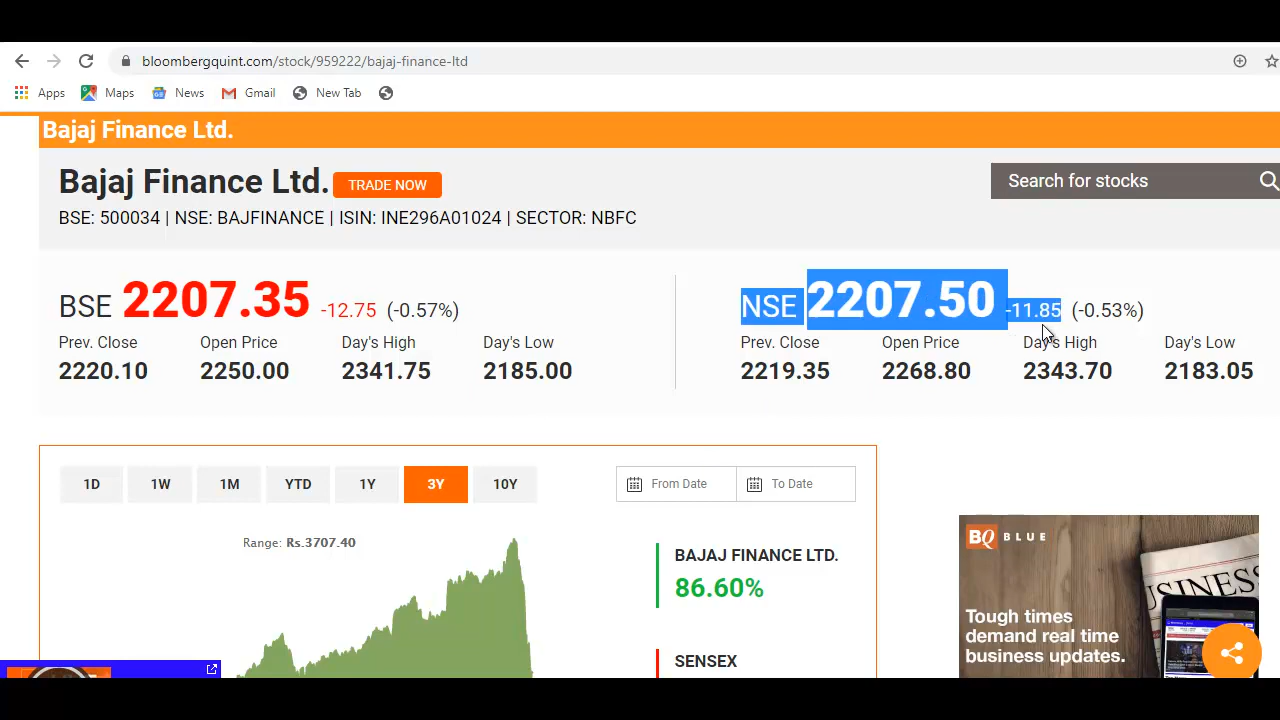 bloombergquint.com/stock/959222/bajaj-finance-ltd
Apps Maps News Gmail New Tab
Bajaj Finance Ltd.
Bajaj Finance Ltd. TRADE NOW
Search for stocks
BSE: 500034 | NSE: BAJFINANCE | ISIN: INE296A01024 | SECTOR: NBFC
BSE 2207.35 -12.75 (-0.57%)
Prev. Close Open Price Day's High Day's Low
2220.10 2250.00 2341.75 2185.00
NSE 2207.50 -11.85 (-0.53%)
Prev. Close Open Price Day's High Day's Low
2219.35 2268.80 2343.70 2183.05
1D 1W 1M YTD 1Y 3Y 10Y
From Date To Date
Range: Rs.3707.40
BAJAJ FINANCE LTD.
86.60%
SENSEX
BQ BLUE
BUSINESS
Tough times
demand real time
business updates.